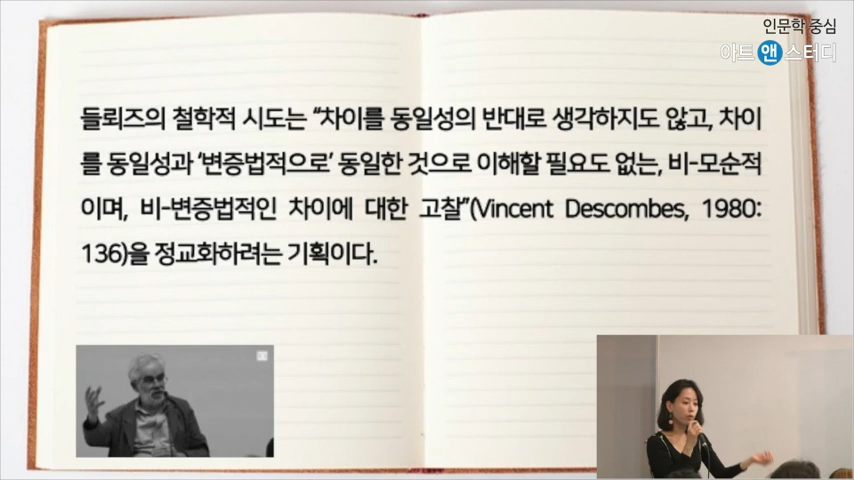 인문학 중심
아트앤스터디
들뢰즈의 철학적 시도는 “차이를 동일성의 반대로 생각하지도 않고, 차이
를 동일성과 ‘변증법적으로’ 동일한 것으로 이해할 필요도 없는, 비-모순적
이며, 비-변증법적인 차이에 대한 고찰”(Vincent Descombes, 1980:
136)을 정교화하려는 기획이다.